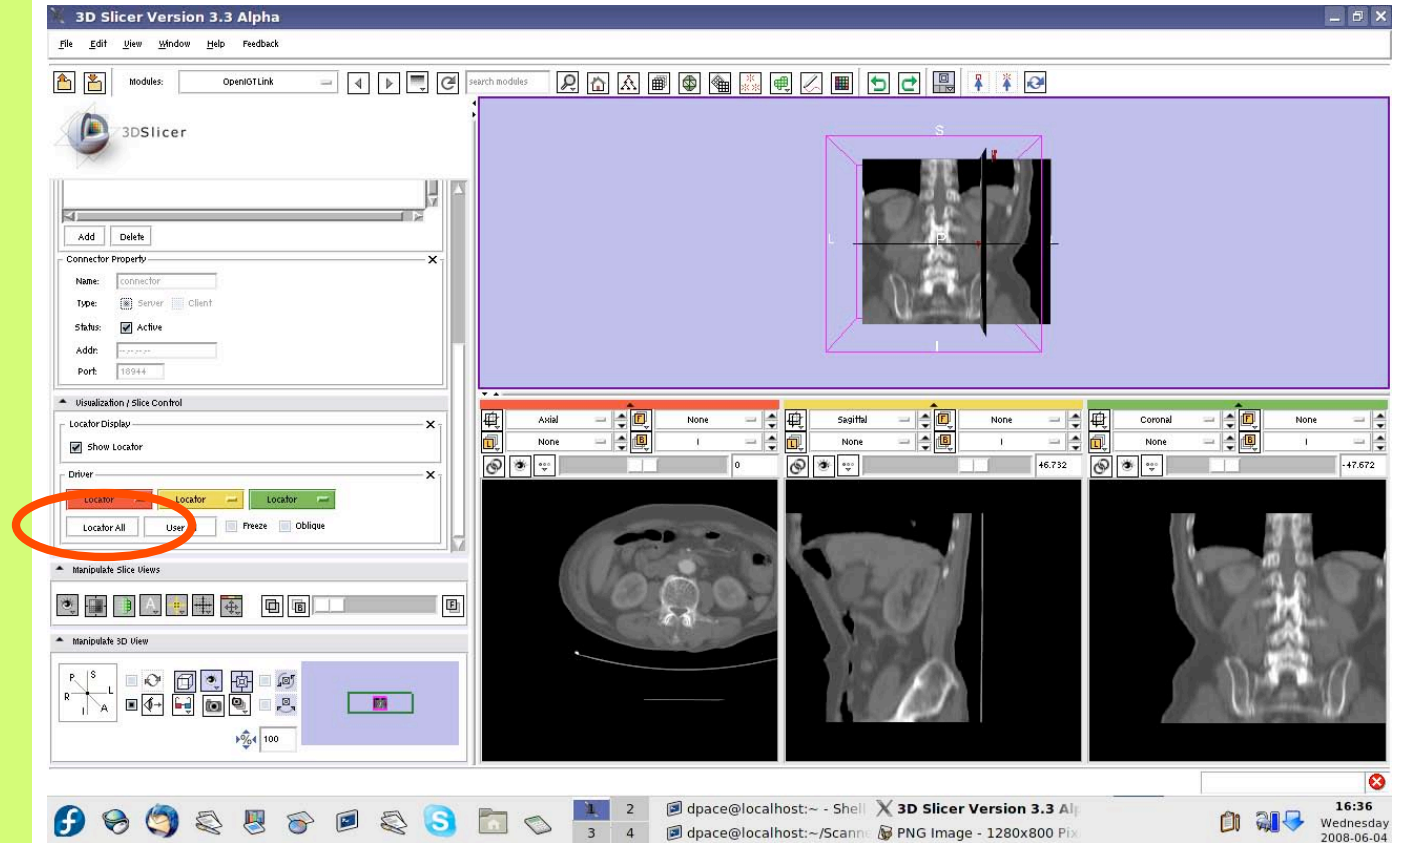 3D Slicer Version 3.3 Alpha
File Edit View Window Help Feedback
Modules: OpenIGTLink search modules
3DSlicer
Add Delete
Connector Property
Name: connector
Type: Server Client
Status: Active
Addr: --.--.--.--
Port: 18944
Visualization / Slice Control
Locator Display
Show Locator
Driver
Locator Locator Locator
Locator All User Freeze Oblique
Manipulate Slice Views
Manipulate 3D View
P S
R L
I A
% 100
S
L P
I
Axial None
None I
0
Sagittal None
None I
46.732
Coronal None
None I
-47.672
1 2
3 4
dpace@localhost:~ - Shell
3D Slicer Version 3.3 Alp
dpace@localhost:~/Scanne
PNG Image - 1280x800 Pix
16:36
Wednesday
2008-06-04